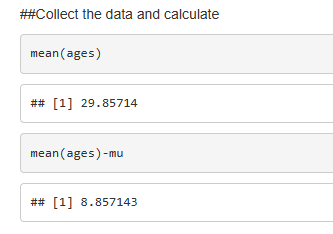 ##Collect the data and calculate
mean(ages)
## [1] 29.85714
mean(ages)-mu
## [1] 8.857143